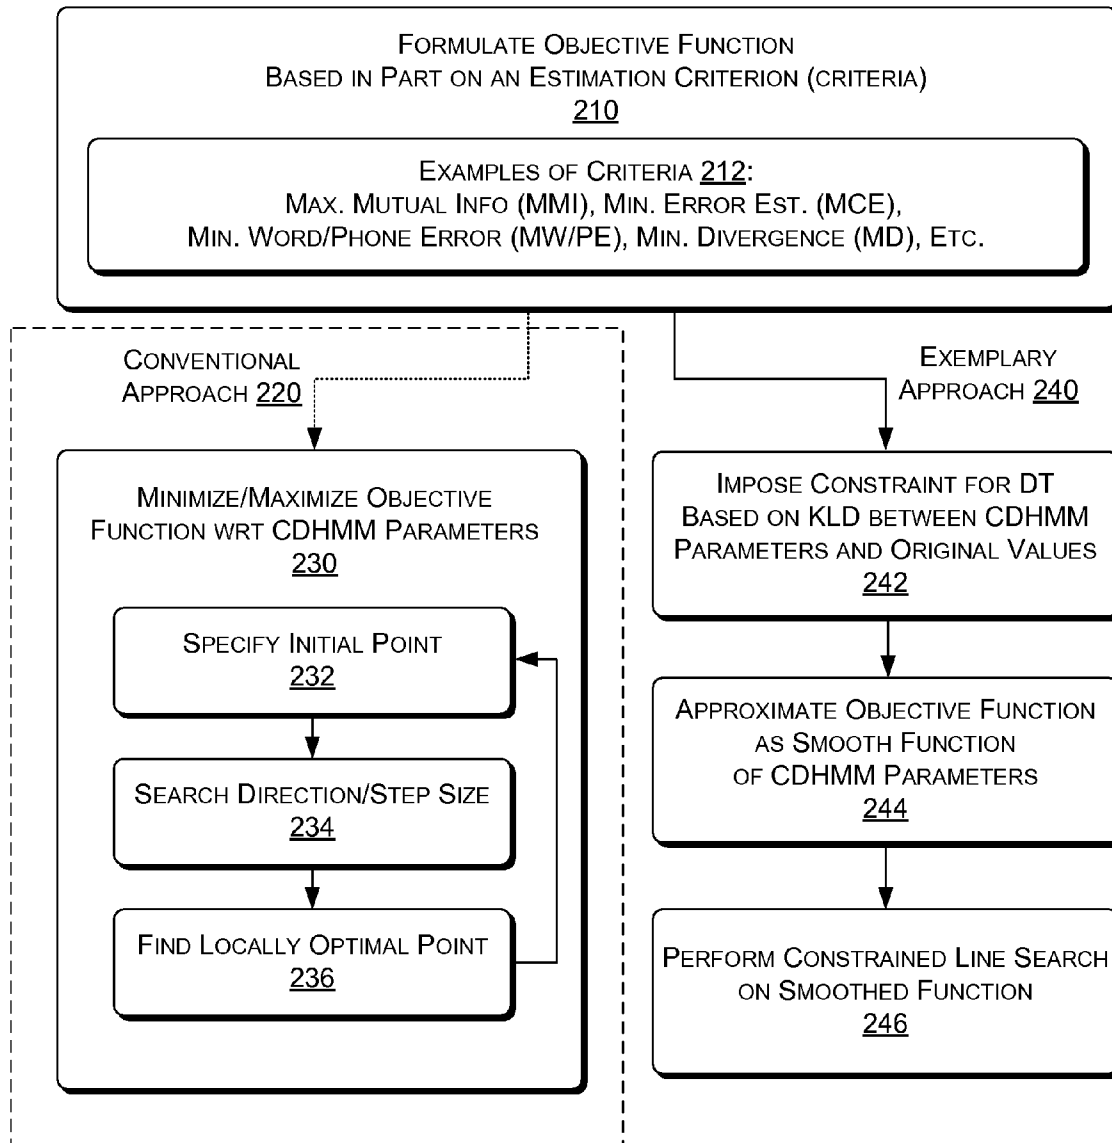 FORMULATE OBJECTIVE FUNCTION
BASED IN PART ON AN ESTIMATION CRITERION (CRITERIA)
210
EXAMPLES OF CRITERIA 212:
MAX. MUTUAL INFO (MMI), MIN. ERROR EST. (MCE),
MIN. WORD/PHONE ERROR (MW/PE), MIN. DIVERGENCE (MD), ETC.
CONVENTIONAL
APPROACH 220
MINIMIZE/MAXIMIZE OBJECTIVE
FUNCTION WRT CDHMM PARAMETERS
230
SPECIFY INITIAL POINT
232
SEARCH DIRECTION/STEP SIZE
234
FIND LOCALLY OPTIMAL POINT
236
EXEMPLARY
APPROACH 240
IMPOSE CONSTRAINT FOR DT
BASED ON KLD BETWEEN CDHMM
PARAMETERS AND ORIGINAL VALUES
242
APPROXIMATE OBJECTIVE FUNCTION
AS SMOOTH FUNCTION
OF CDHMM PARAMETERS
244
PERFORM CONSTRAINED LINE SEARCH
ON SMOOTHED FUNCTION
246